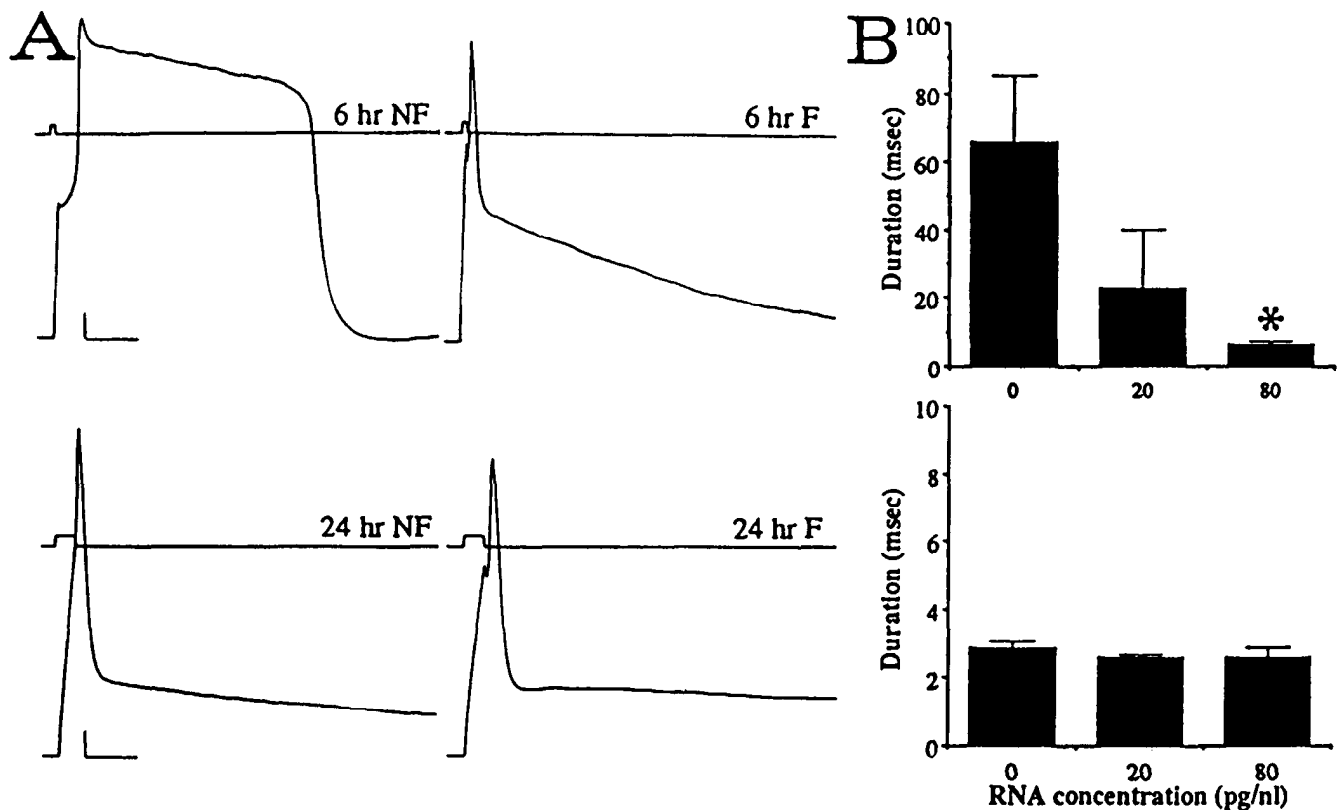 A
6 hr NF
6 hr F
24 hr NF
24 hr F
B
Duration (msec)
100
80
60
40
20
0
*
0 20 80
Duration (msec)
10
8
6
4
2
0
0 20 80
RNA concentration (pg/nl)